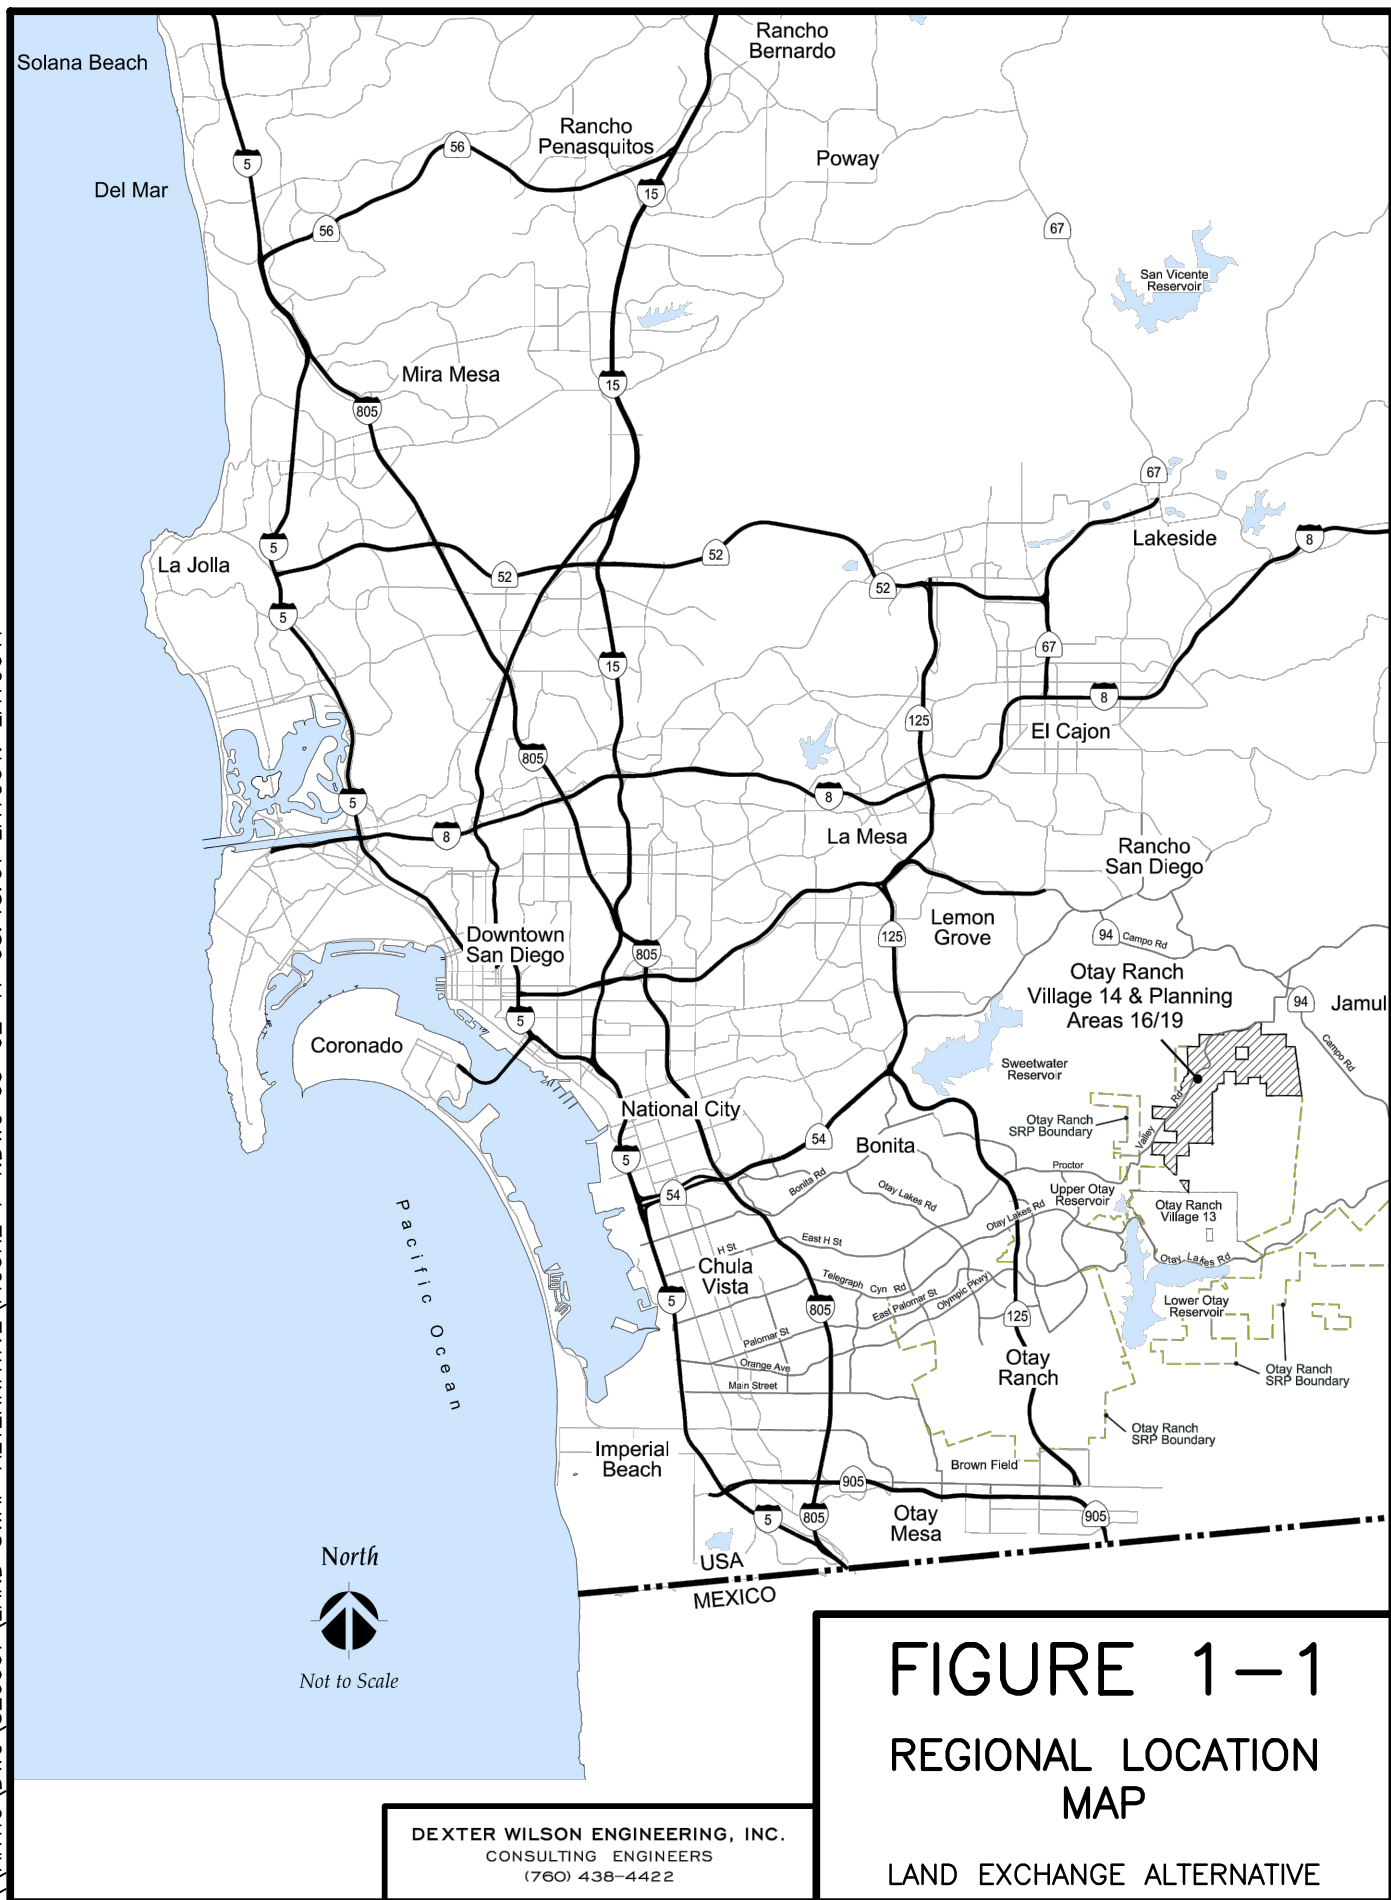 Rancho
Bernardo
Solana Beach
Rancho
Penasquitos
56
5
Poway
15
Del Mar
56
67
San Vicente
Reservoir
Mira Mesa
15
805
67
Lakeside
8
5
La Jolla
52
52
52
5
67
15
8
125
El Cajon
805
5
8
8
La Mesa
Rancho
San Diego
Lemon
Grove
125
94
Campo Rd
Downtown
San Diego
805
Otay Ranch
Village 14 & Planning
Areas 16/19
94
Jamul
5
Coronado
Campo Rd
Sweetwater
Reservoir
National City
Otay Ranch
SRP Boundary
Valley
Rd
54
Bonita
5
Proctor
Bonita Rd
54
Otay Lakes Rd
Upper Otay
Reservoir
Otay Ranch
Village 13
Otay Lakes Rd
East H St
H St
Otay Lakes Rd
Chula
Vista
Telegraph Cyn Rd
East Palomar St
Olympic Pkwy
5
805
125
Lower Otay
Reservoir
Palomar St
Orange Ave
Main Street
Otay
Ranch
Otay Ranch
SRP Boundary
Otay Ranch
SRP Boundary
Pacific Ocean
Imperial
Beach
Brown Field
905
Otay
Mesa
5
805
905
USA
MEXICO
North
Not to Scale
FIGURE 1-1
REGIONAL LOCATION
MAP
LAND EXCHANGE ALTERNATIVE
DEXTER WILSON ENGINEERING, INC.
CONSULTING ENGINEERS
(760) 438-4422